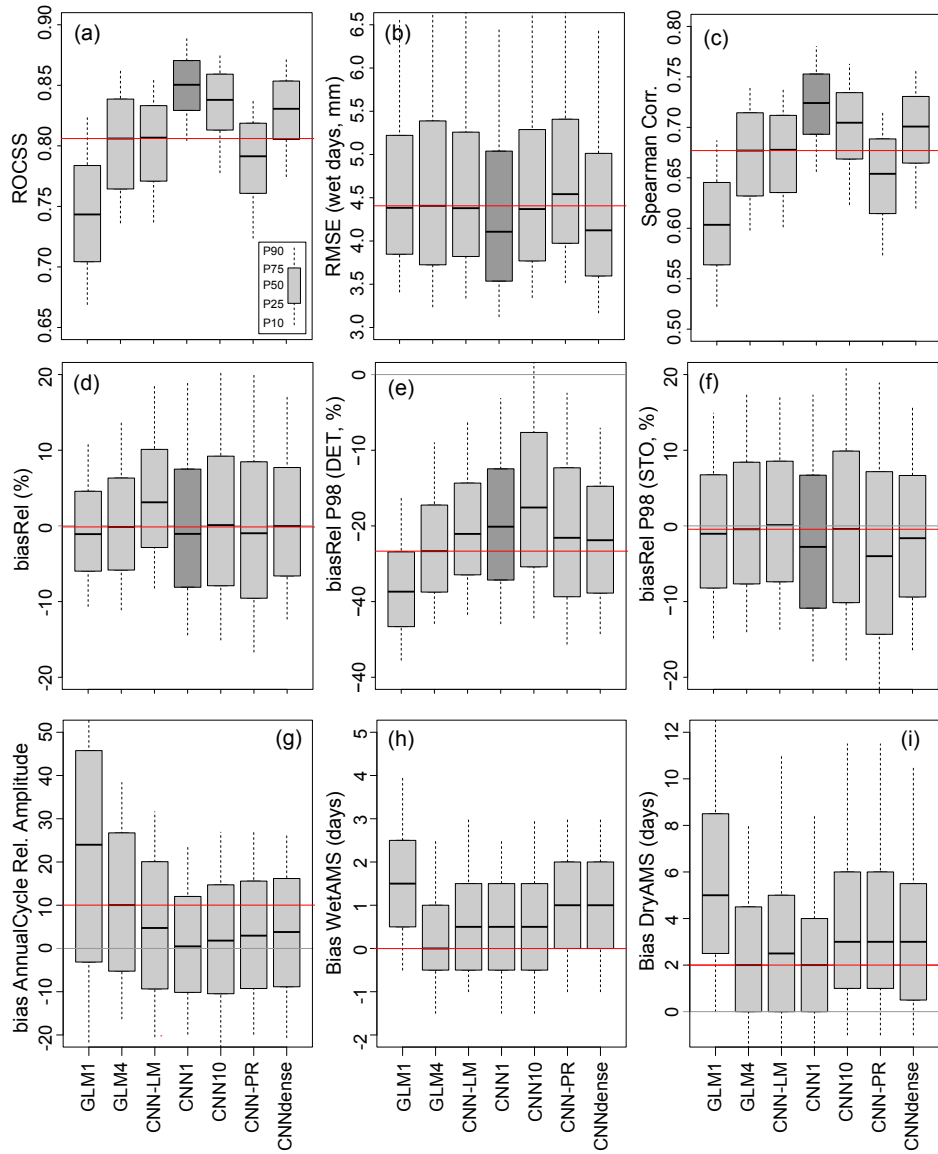 (a)
ROCSS
0.90
0.85
0.80
0.75
0.70
0.65
P90
P75
P50
P25
P10
(b)
RMSE (wet days, mm)
6.5
6.0
5.5
5.0
4.5
4.0
3.5
3.0
(c)
Spearman Corr.
0.80
0.75
0.70
0.65
0.60
0.55
0.50
(d)
biasRel (%)
20
10
0
−10
−20
(e)
biasRel P98 (DET, %)
0
−10
−20
−40
−40
(f)
biasRel P98 (STO, %)
20
10
0
−10
−20
(g)
bias AnnualCycle Rel. Amplitude
50
40
30
20
10
0
10
-20
(h)
Bias WetAMS (days)
5
4
3
2
1
0
-2
(i)
Bias DryAMS (days)
12
10
8
6
4
2
0
GLM1
GLM4
CNN-LM
CNN1
CNN10
CNN-PR
CNNdense
GLM1
GLM4
CNN-LM
CNN1
CNN10
CNN-PR
CNNdense
GLM1
GLM4
CNN-LM
CNN1
CNN10
CNN-PR
CNNdense